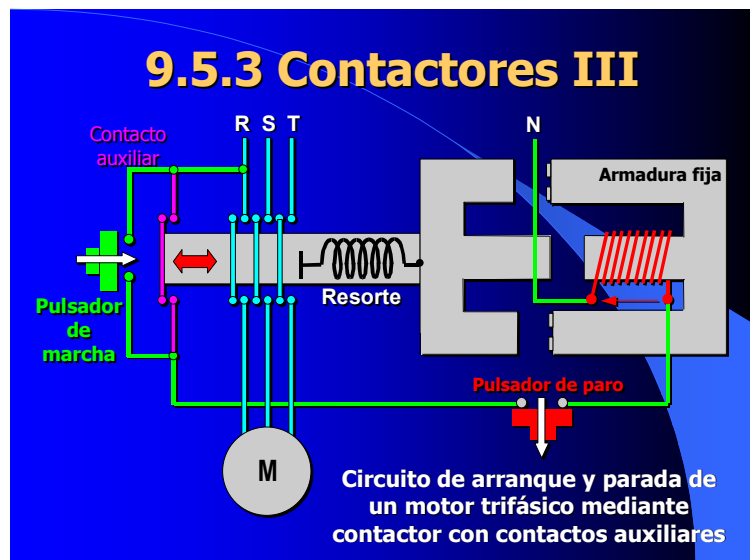 9.5.3 Contactores III
Contacto
auxiliar
R S T
N
Armadura fija
Resorte
Pulsador
de
marcha
Pulsador de paro
M
Circuito de arranque y parada de
un motor trifásico mediante
contactor con contactos auxiliares